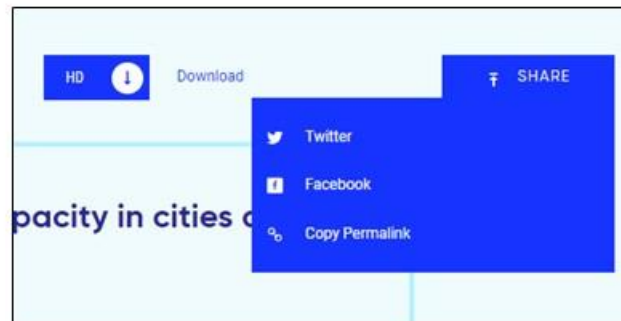 HD
Download
SHARE
Twitter
Facebook
pacity in cities
Copy Permalink